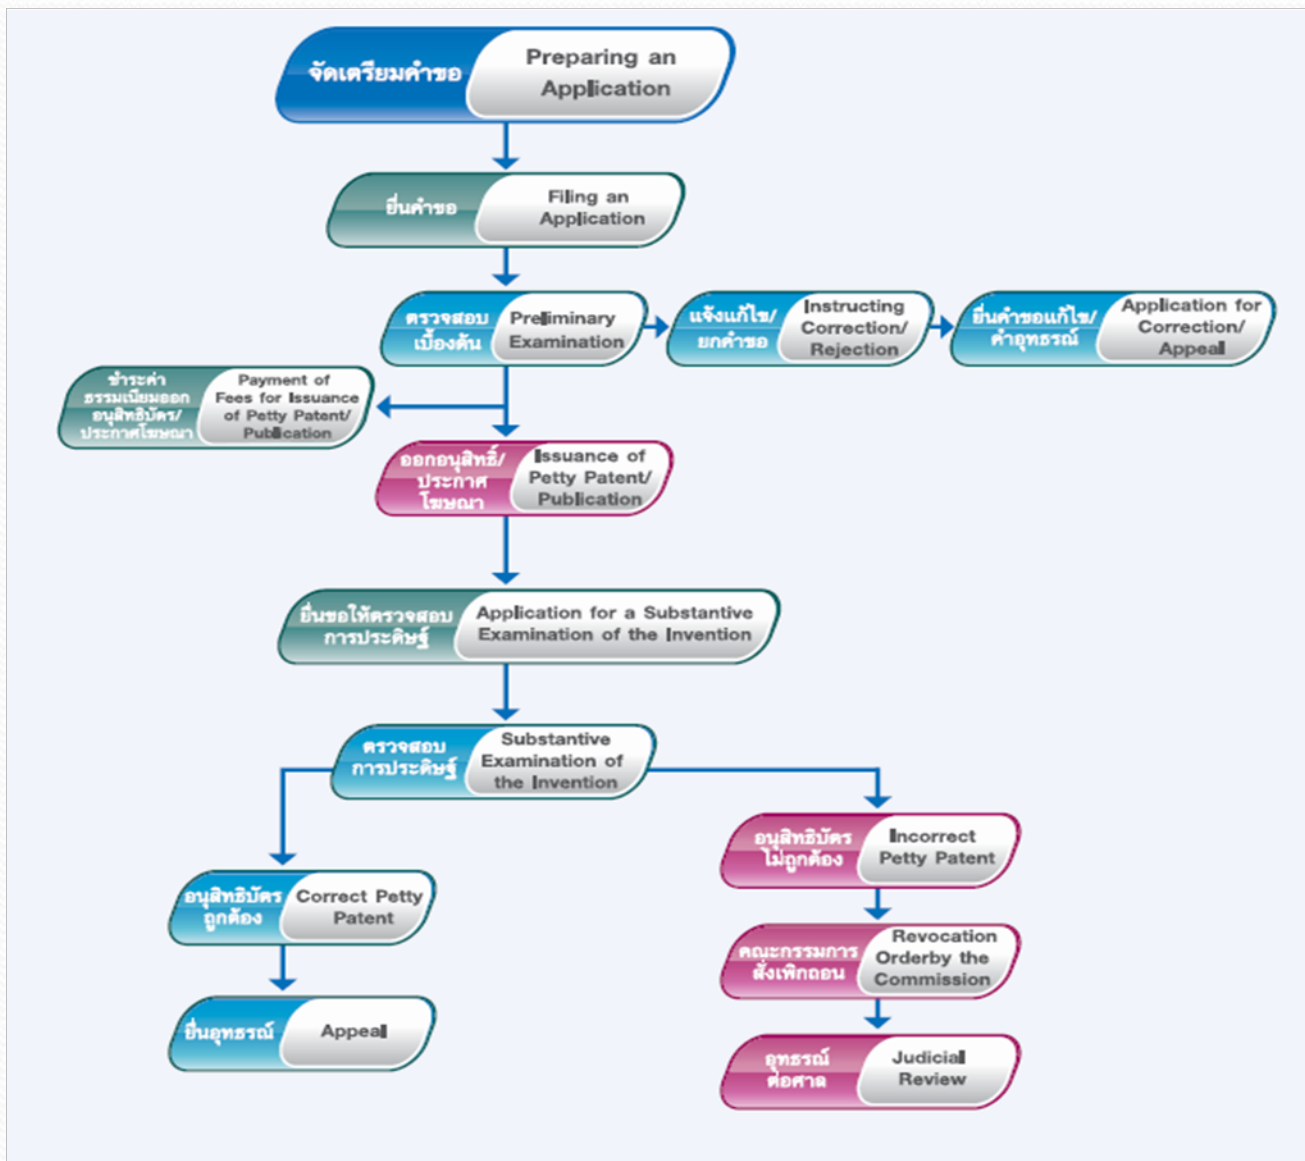 จัดเตรียมคำขอ
Preparing an
Application
ยื่นคำขอ
Filing an
Application
ตรวจสอบ
เบื้องต้น
Preliminary
Examination
แจ้งแก้ไข/
ยกคำขอ
Instructing
Correction/
Rejection
ยื่นคำขอแก้ไข/
คำอุทธรณ์
Application for
Correction/
Appeal
ชำระค่า
ธรรมเนียมออก
อนุสิทธิบัตร/
ประกาศโฆษณา
Payment of
Fees for Issuance
of Petty Patent/
Publication
ออกอนุสิทธิ์/
ประกาศ
โฆษณา
Issuance of
Petty Patent/
Publication
ยื่นขอให้ตรวจสอบ
การประดิษฐ์
Application for a Substantive
Examination of the Invention
ตรวจสอบ
การประดิษฐ์
Substantive
Examination of
the Invention
อนุสิทธิบัตร
ถูกต้อง
Correct Petty
Patent
ยื่นอุทธรณ์
Appeal
อนุสิทธิบัตร
ไม่ถูกต้อง
Incorrect
Petty Patent
คณะกรรมการ
สั่งเพิกถอน
Revocation
Orderby the
Commission
อุทธรณ์
ต่อศาล
Judicial
Review